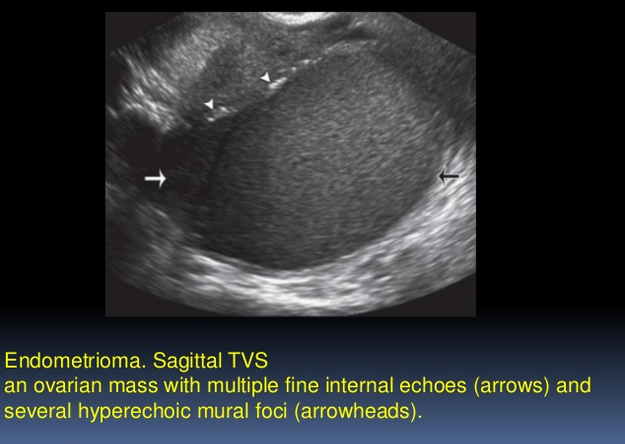 Endometrioma. Sagittal TVS
an ovarian mass with multiple fine internal echoes (arrows) and
several hyperechoic mural foci (arrowheads).